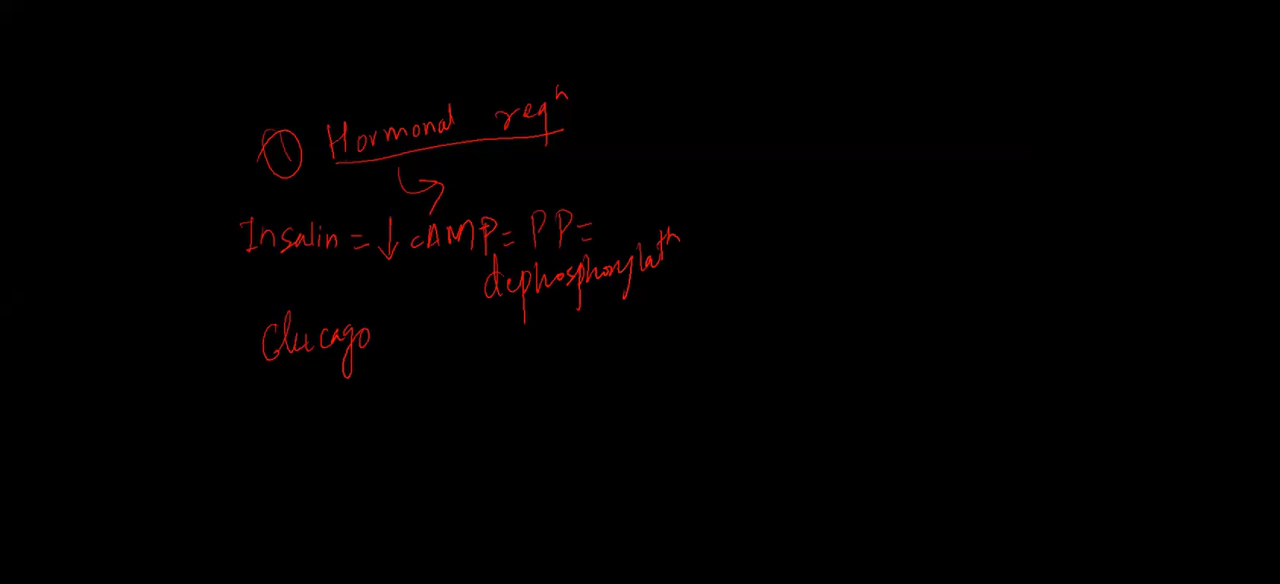 ① Hormonal regⁿ
Insulin = ↓ cAMP = PP =
dephosphorylatⁿ
Glucago